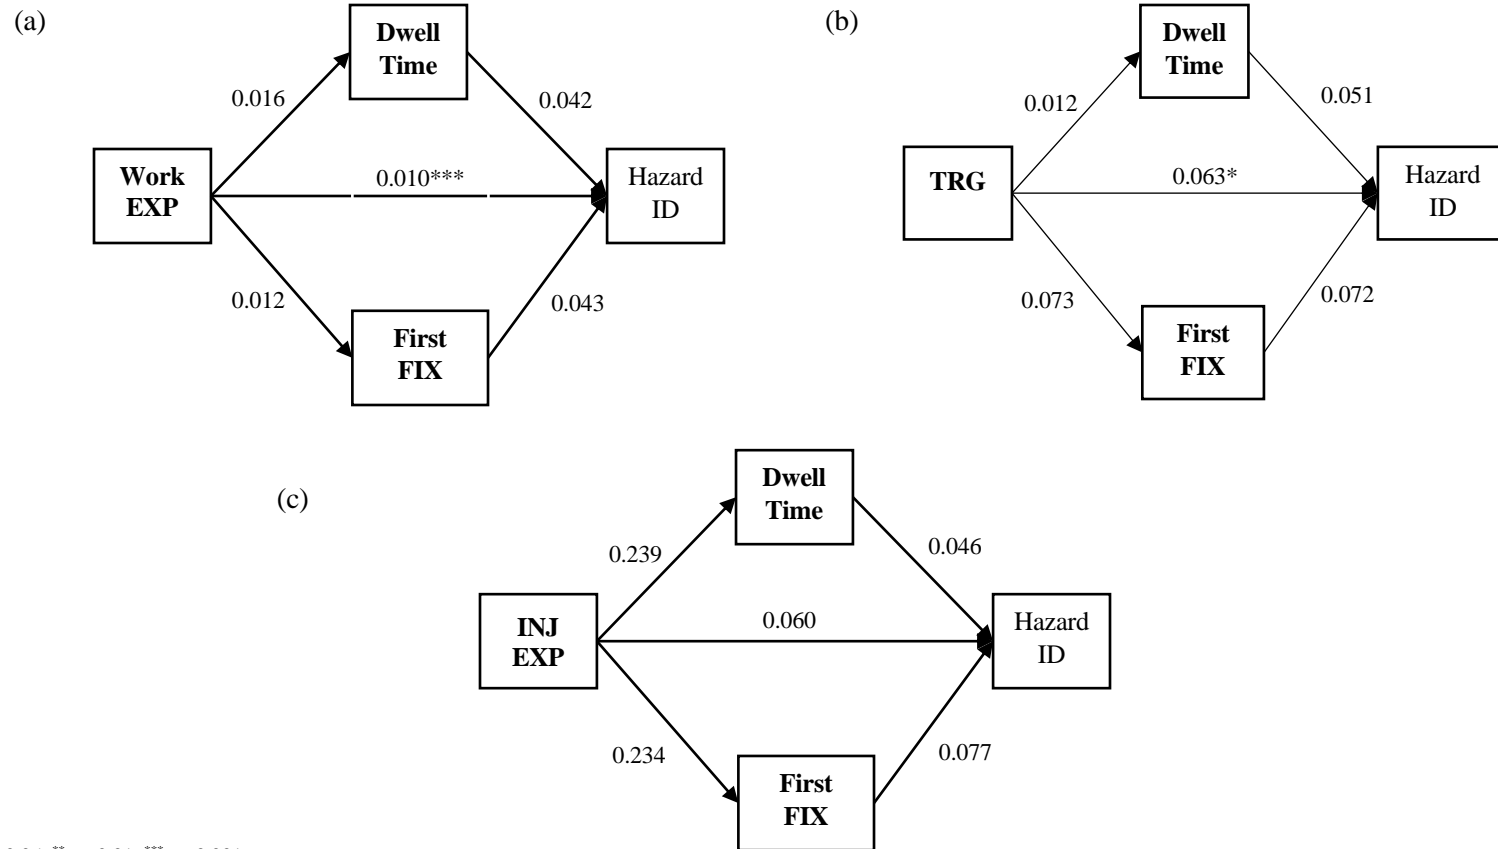 (a)
Dwell
Time
0.016
0.042
Work
EXP
0.010***
Hazard
ID
0.012
0.043
First
FIX
(b)
Dwell
Time
0.012
0.051
TRG
0.063*
Hazard
ID
0.073
0.072
First
FIX
(c)
Dwell
Time
0.239
0.046
INJ
EXP
0.060
Hazard
ID
0.234
0.077
First
FIX
** ***